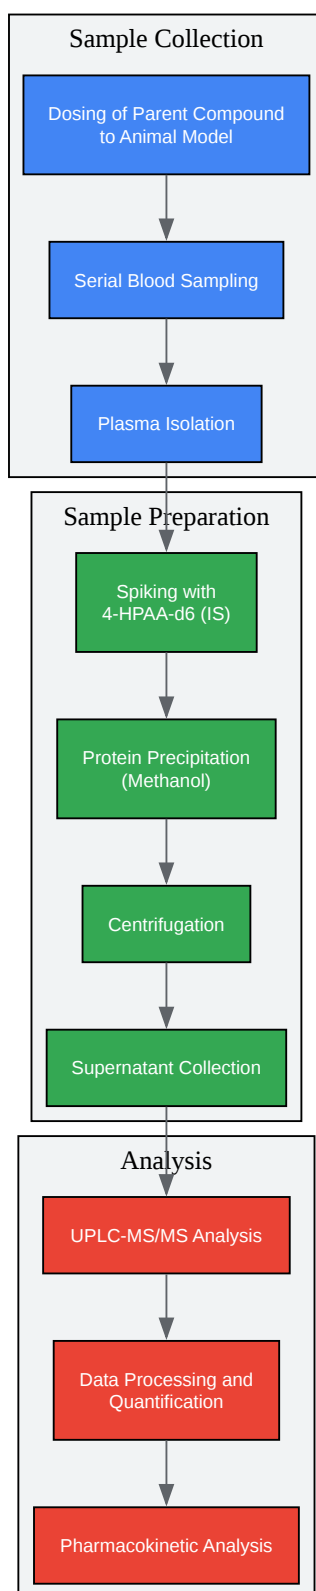 Sample Collection
Dosing of Parent Compound
to Animal Model
Serial Blood Sampling
Plasma Isolation
Sample Preparation
Spiking with
4-HPAA-d6 (IS)
Protein Precipitation
(Methanol)
Centrifugation
Supernatant Collection
Analysis
UPLC-MS/MS Analysis
Data Processing and
Quantification
Pharmacokinetic Analysis